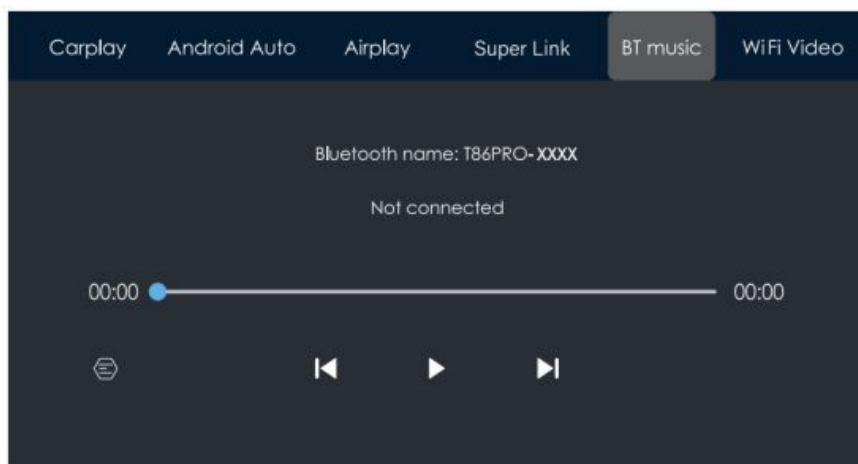 Carplay Android Auto Airplay Super Link BT music WiFi Video
Bluetooth name: T86PRO-XXXX
Not connected
00:00 00:00